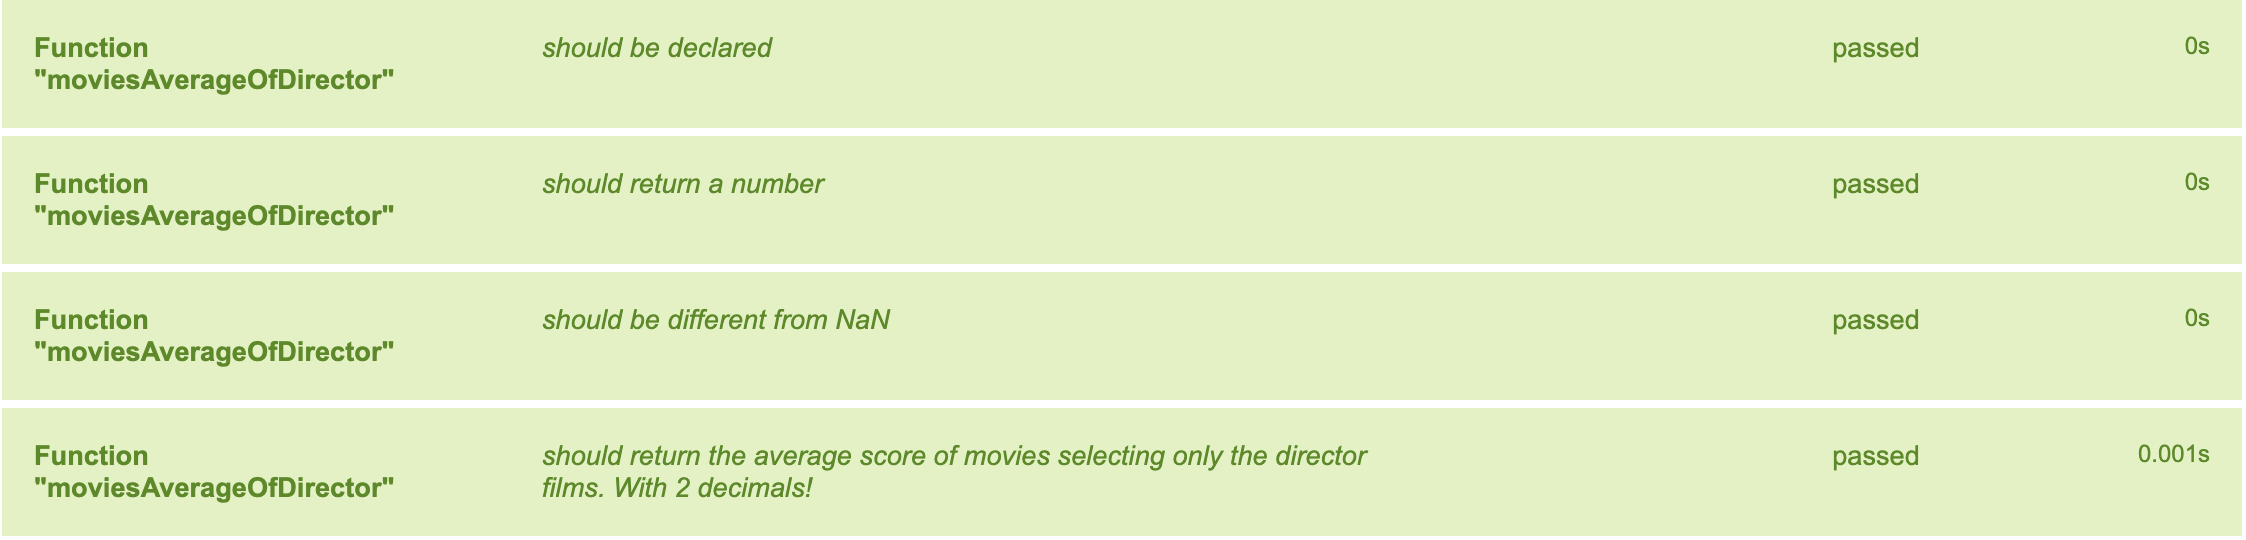 Function should be declared passed 0s
"moviesAverageOfDirector"
Function should return a number passed 0s
"moviesAverageOfDirector"
Function should be different from NaN passed 0s
"moviesAverageOfDirector"
Function should return the average score of movies selecting only the director passed 0.001s
"moviesAverageOfDirector" films. With 2 decimals!